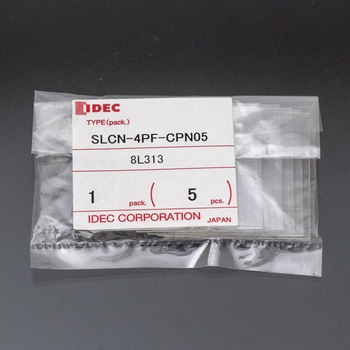 IDEC
TYPE(pack.)
SLCN-4PF-CPN05
8L313
1 pack. ( 5 pcs. )
IDEC CORPORATION JAPAN